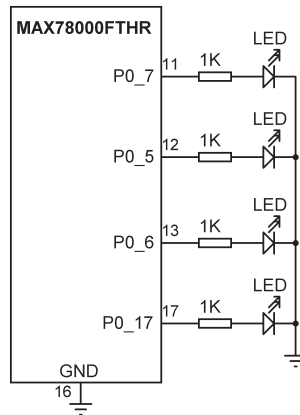 MAX78000FTHR
LED
P0_7 11 1K
LED
P0_5 12 1K
LED
P0_6 13 1K
LED
P0_17 17 1K
GND
16